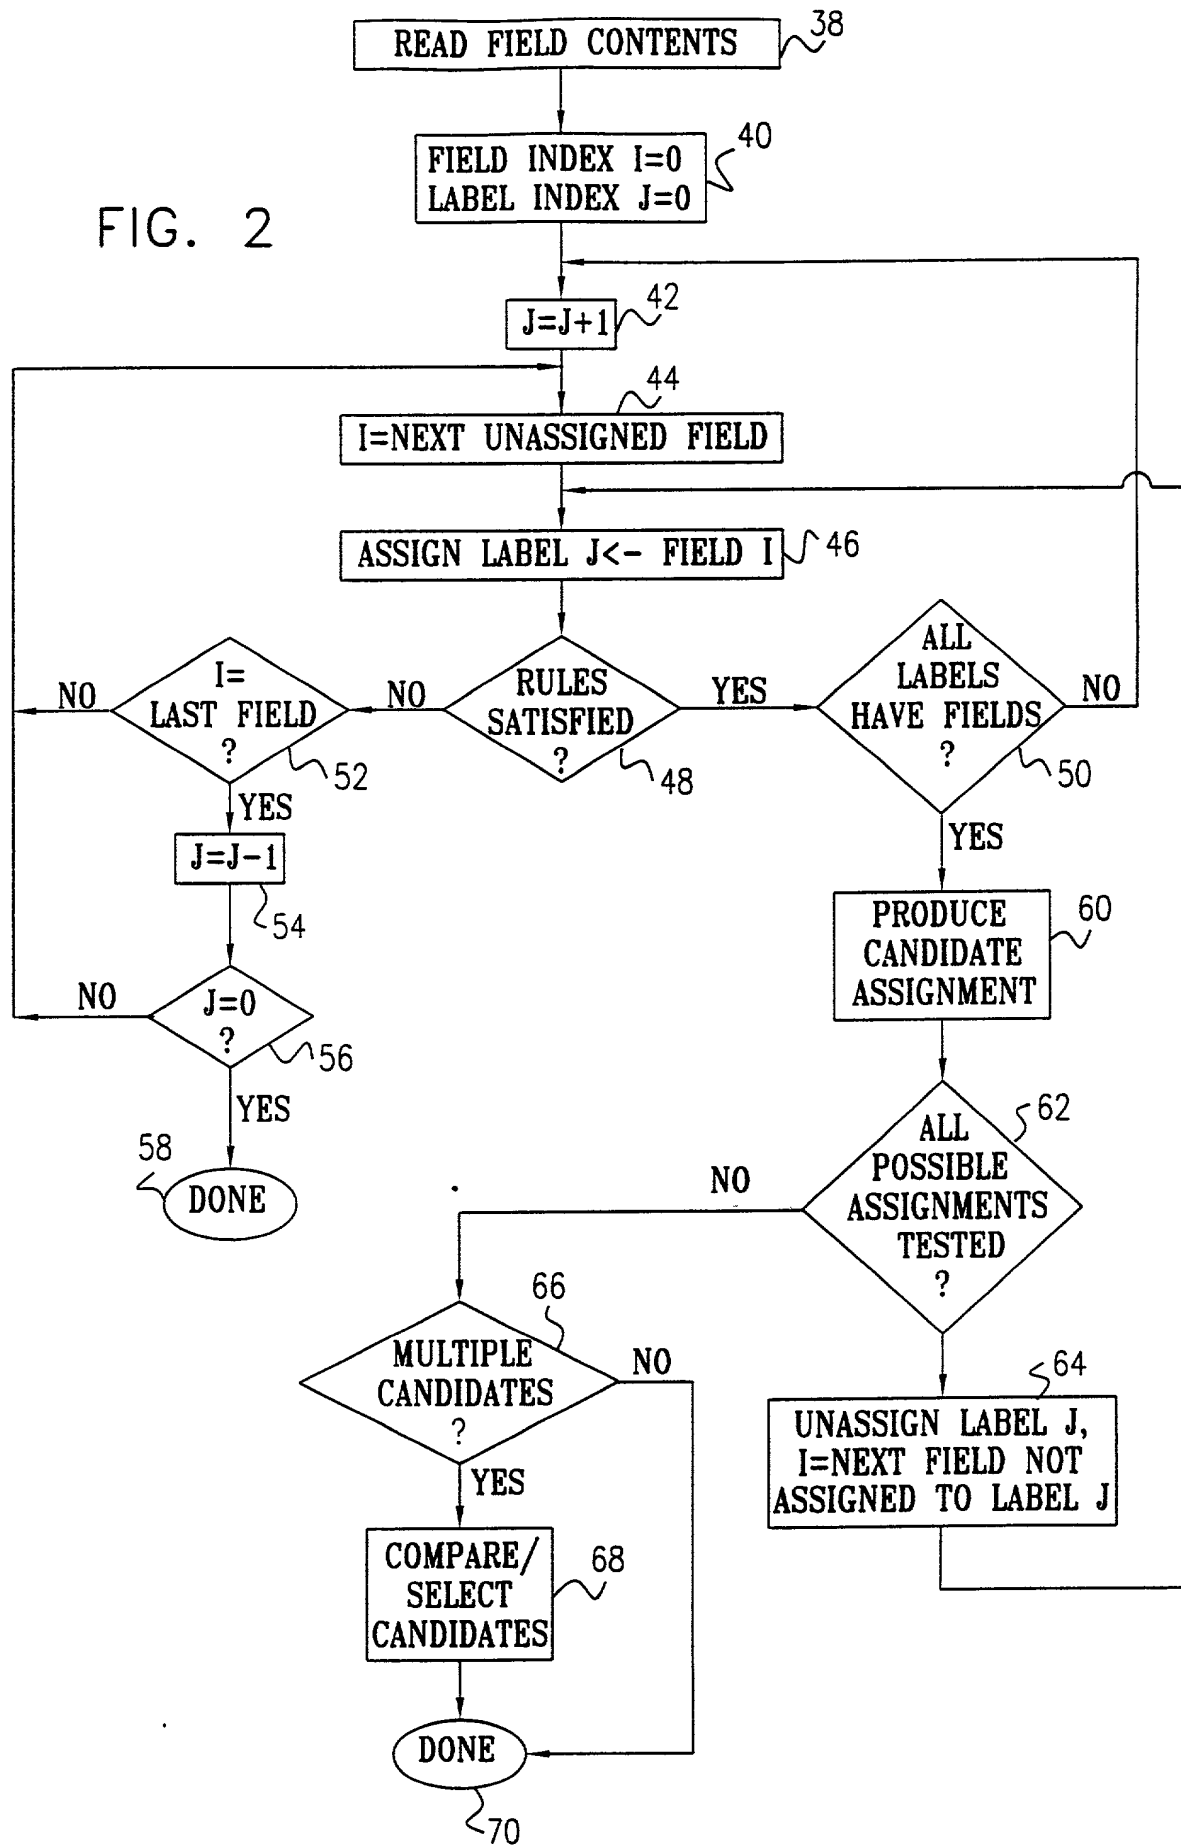 READ FIELD CONTENTS
38
FIELD INDEX I=0
LABEL INDEX J=0
40
FIG. 2
J=J+1
42
44
I=NEXT UNASSIGNED FIELD
ASSIGN LABEL J<- FIELD I
46
I=
LAST FIELD
?
NO
52
NO
RULES
SATISFIED
?
48
YES
ALL
LABELS
HAVE FIELDS
?
NO
50
YES
J=J-1
54
YES
PRODUCE
CANDIDATE
ASSIGNMENT
60
NO
J=0
?
56
YES
58
DONE
ALL
POSSIBLE
ASSIGNMENTS
TESTED
?
62
NO
66
MULTIPLE
CANDIDATES
?
NO
YES
64
UNASSIGN LABEL J,
I=NEXT FIELD NOT
ASSIGNED TO LABEL J
COMPARE/
SELECT
CANDIDATES
68
DONE
70